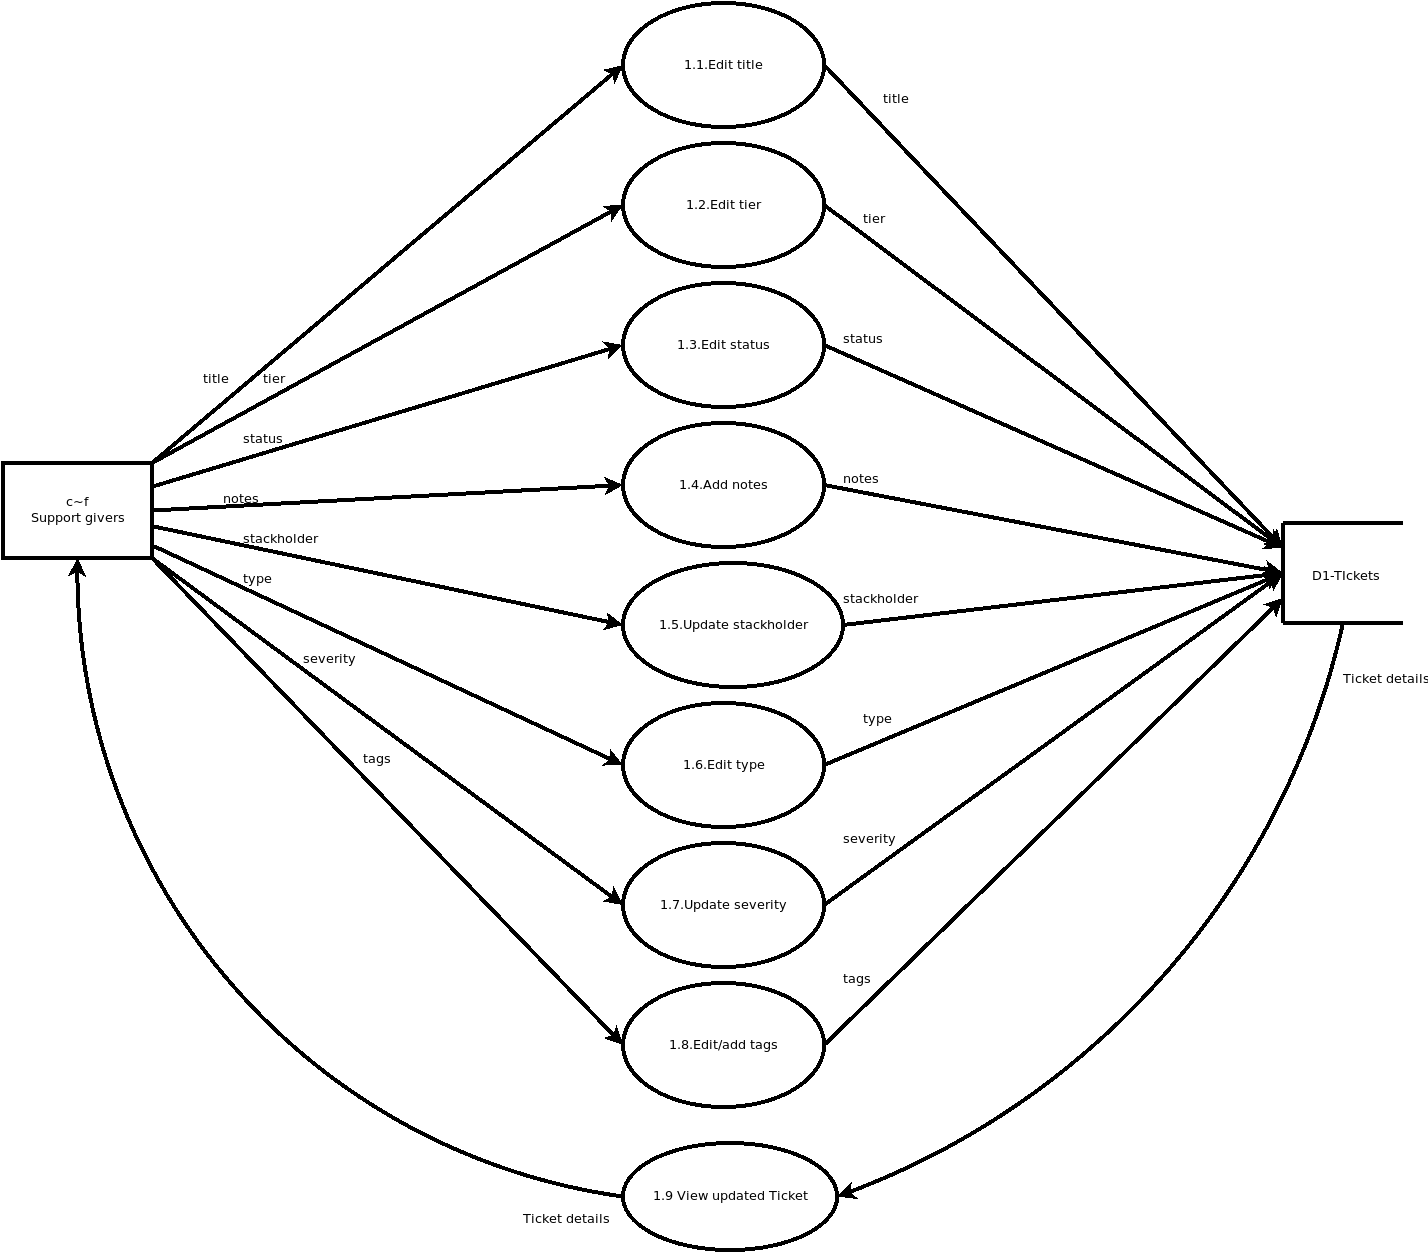 1.1.Edit title
title
1.2.Edit tier
tier
1.3.Edit status
status
title
tier
status
1.4.Add notes
notes
notes
c~f
Support givers
stackholder
type
D1-TIckets
1.5.Update stackholder
stackholder
severity
Ticket details
type
tags
1.6.Edit type
severity
1.7.Update severity
tags
1.8.Edit/add tags
1.9 View updated Ticket
Ticket details